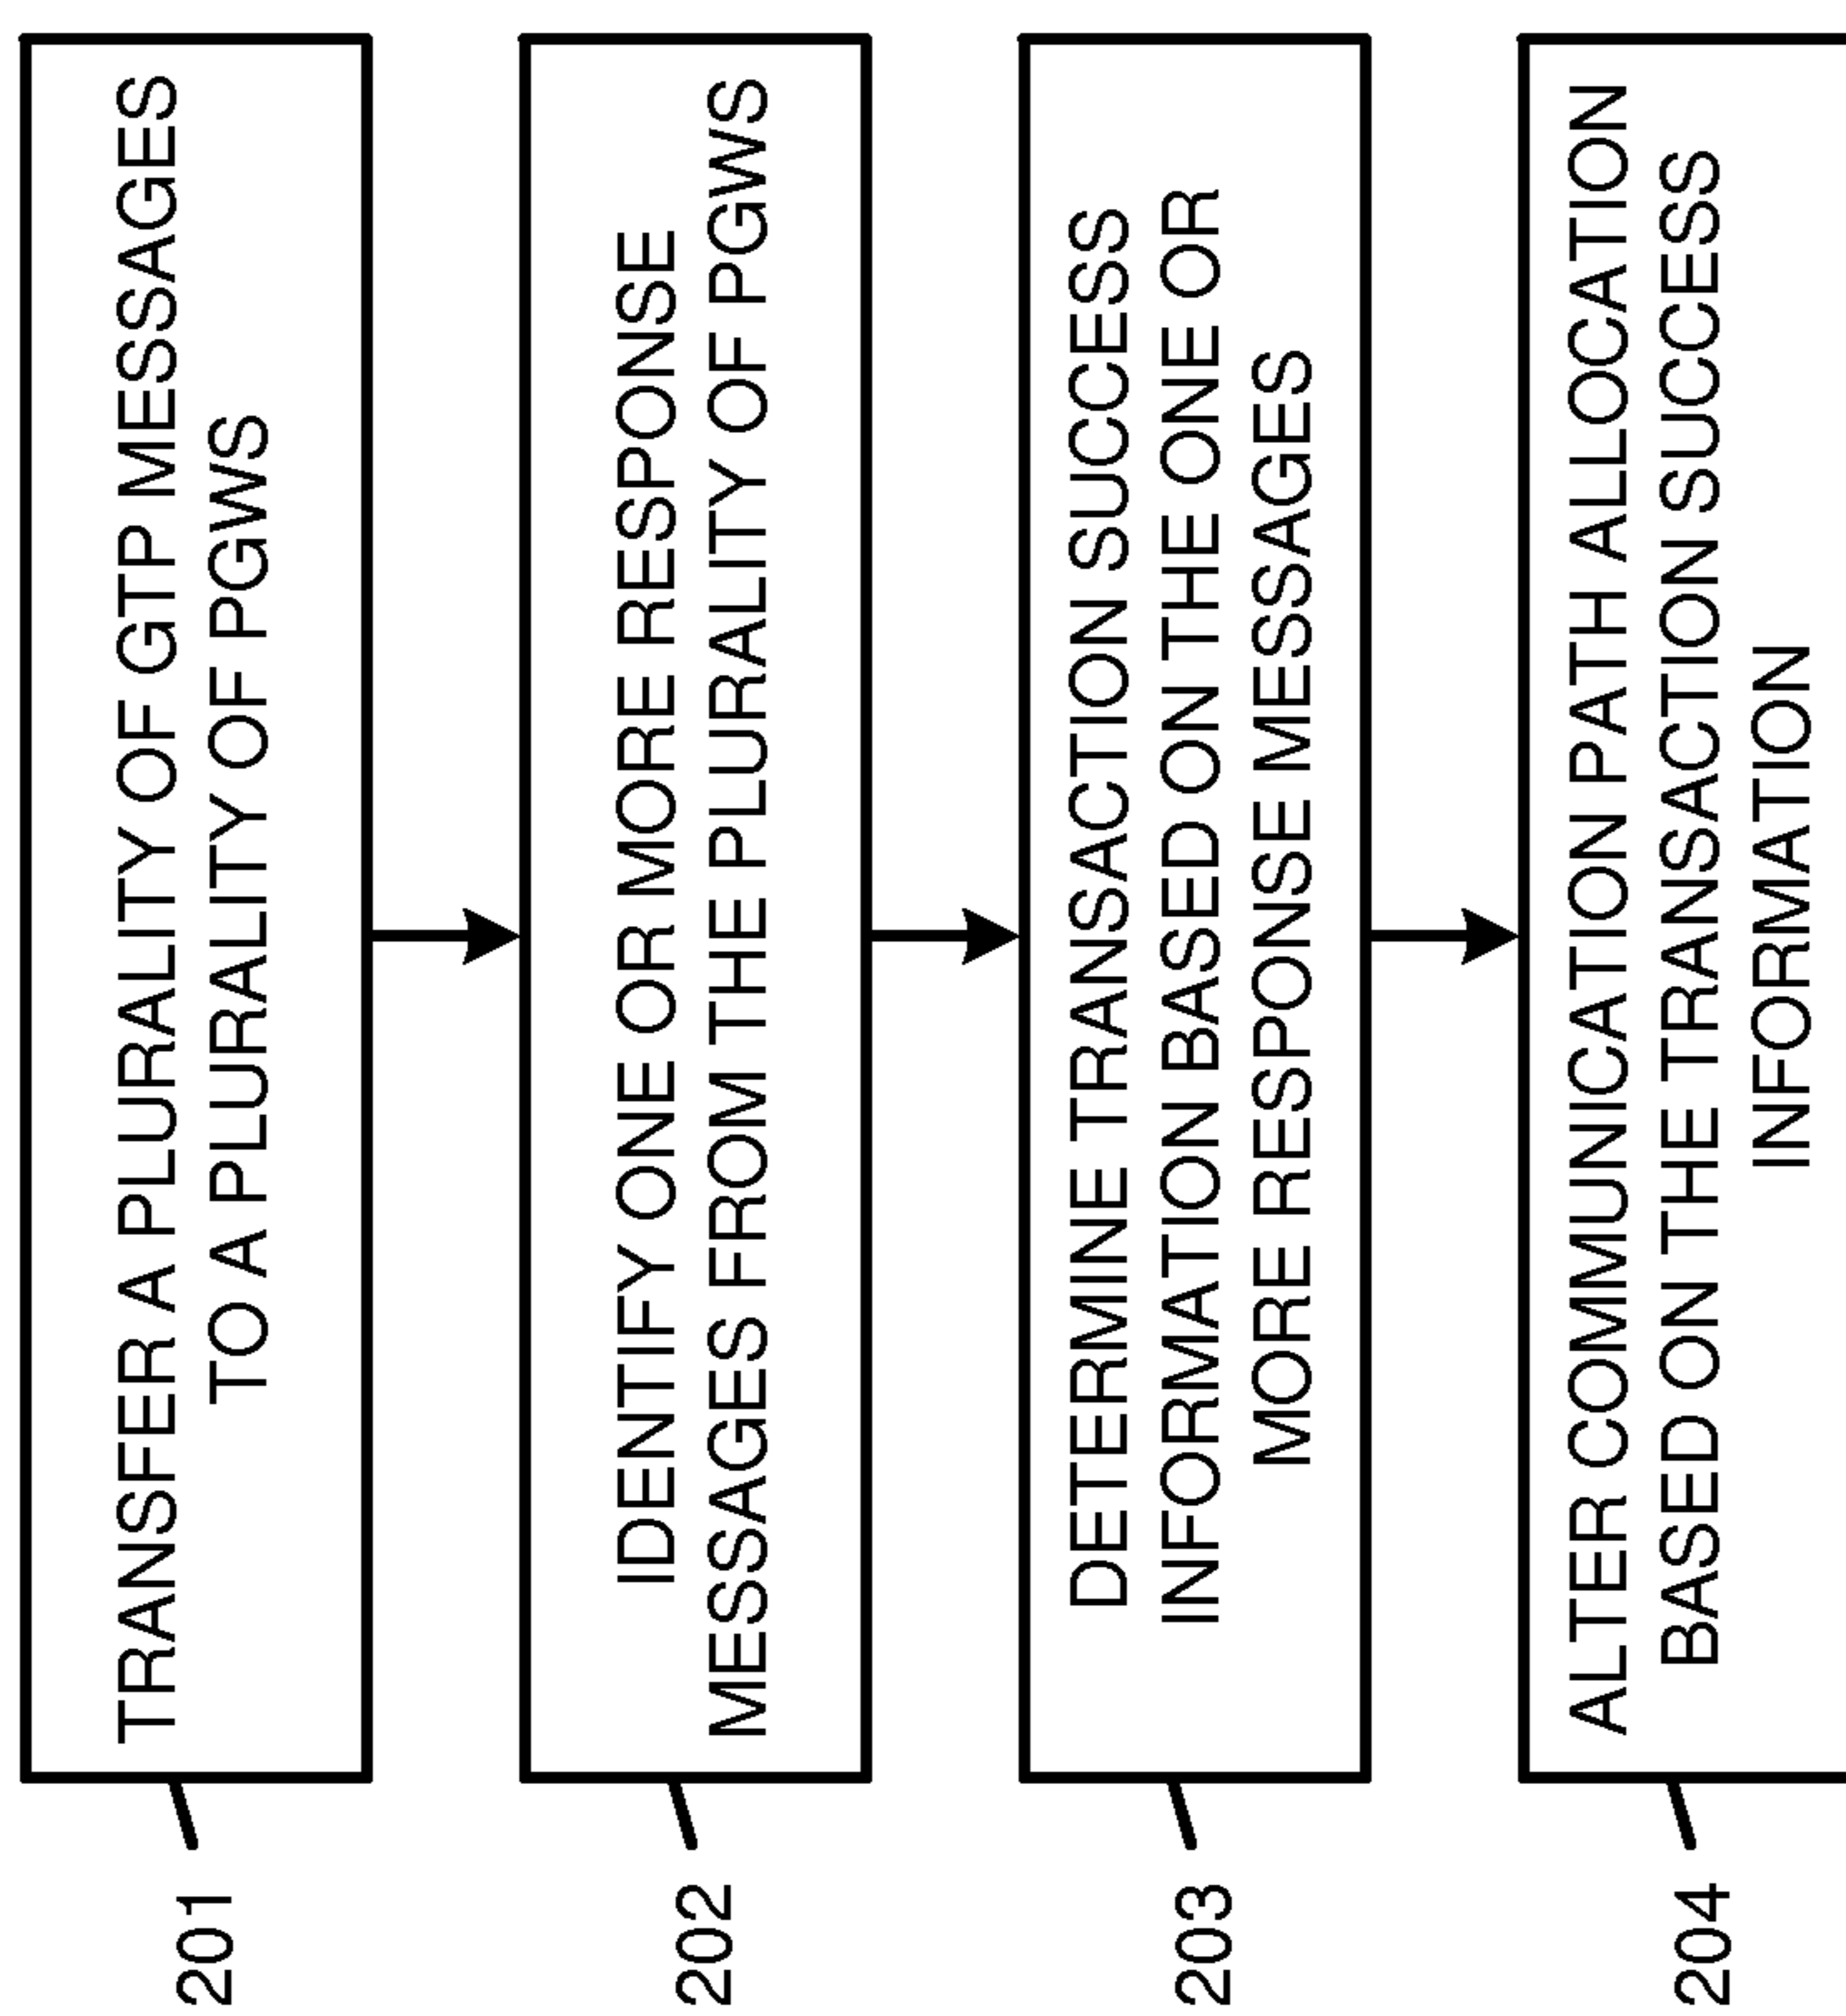 201
TRANSFER A PLURALITY OF GTP MESSAGES
TO A PLURALITY OF PGWS
202
IDENTIFY ONE OR MORE RESPONSE
MESSAGES FROM THE PLURALITY OF PGWS
203
DETERMINE TRANSACTION SUCCESS
INFORMATION BASED ON THE ONE OR
MORE RESPONSE MESSAGES
204
ALTER COMMUNICATION PATH ALLOCATION
BASED ON THE TRANSACTION SUCCESS
INFORMATION